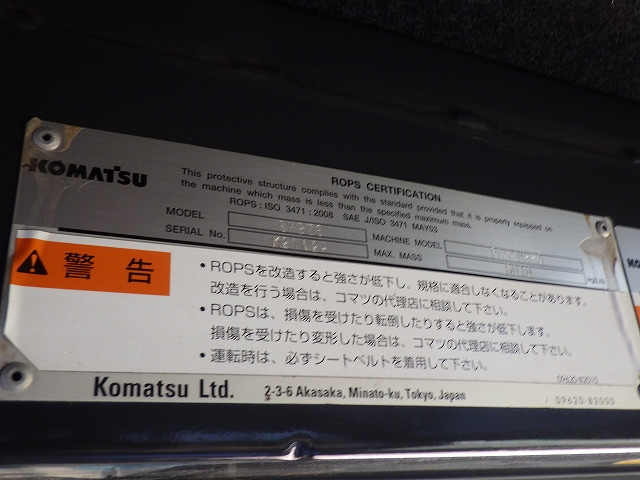 KOMATSU
ROPS CERTIFICATION
This protective structure complies with the standard provided that it is properly equipped on
the machine which mass is less than the specified maximum mass.
ROPS : ISO 3471 : 2008 SAE J/ISO 3471 MAY03
MODEL
MACHINE MODEL
SERIAL No.
MAX. MASS
警告
・ROPSを改造すると強さが低下し、規格に適合しなくなることがあります。
改造を行う場合は、コマツの代理店に相談して下さい。
・ROPSは、損傷を受けたり転倒したりすると強さが低下します。
損傷を受けたり変形した場合は、コマツの代理店に相談して下さい。
・運転時は、必ずシートベルトを着用して下さい。
09620-B2010
Komatsu Ltd. 2-3-6 Akasaka, Minato-ku, Tokyo, Japan
09620-B2000